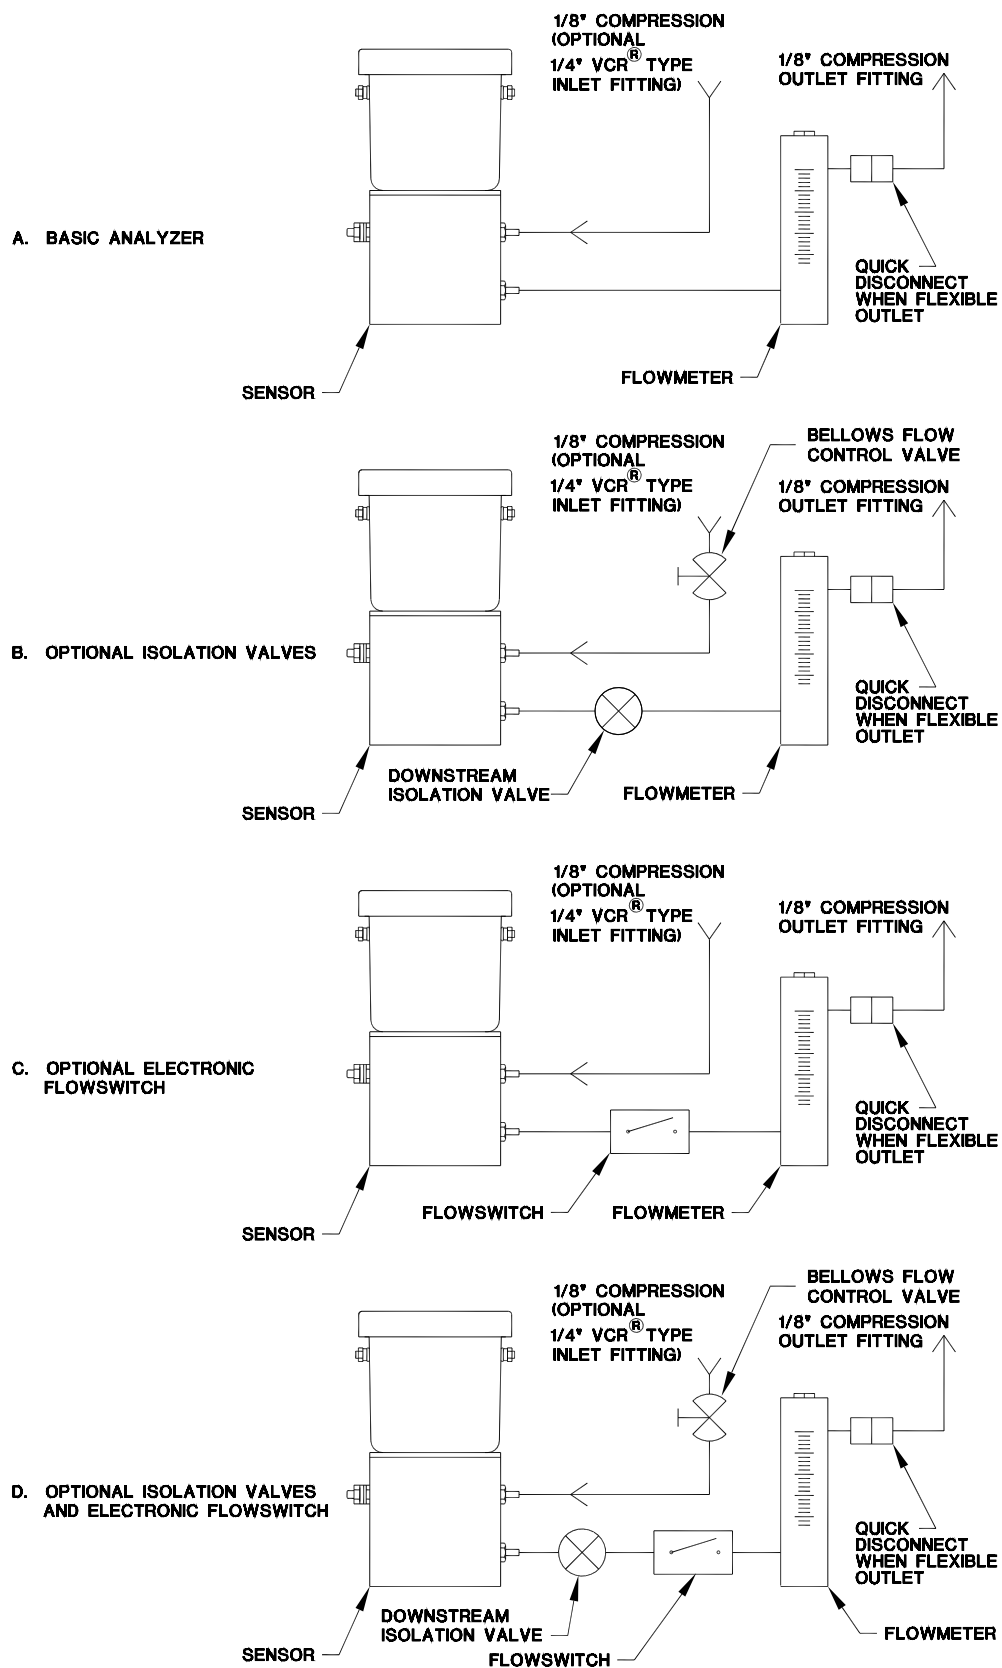 1/8" COMPRESSION
(OPTIONAL
1/4" VCR® TYPE
INLET FITTING)
1/8" COMPRESSION
OUTLET FITTING
A. BASIC ANALYZER
QUICK
DISCONNECT
WHEN FLEXIBLE
OUTLET
FLOWMETER
SENSOR
1/8" COMPRESSION
(OPTIONAL
1/4" VCR® TYPE
INLET FITTING)
BELLOWS FLOW
CONTROL VALVE
1/8" COMPRESSION
OUTLET FITTING
B. OPTIONAL ISOLATION VALVES
QUICK
DISCONNECT
WHEN FLEXIBLE
OUTLET
DOWNSTREAM
ISOLATION VALVE
FLOWMETER
SENSOR
1/8" COMPRESSION
(OPTIONAL
1/4" VCR® TYPE
INLET FITTING)
1/8" COMPRESSION
OUTLET FITTING
C. OPTIONAL ELECTRONIC
FLOWSWITCH
QUICK
DISCONNECT
WHEN FLEXIBLE
OUTLET
FLOWSWITCH
FLOWMETER
SENSOR
1/8" COMPRESSION
(OPTIONAL
1/4" VCR® TYPE
INLET FITTING)
BELLOWS FLOW
CONTROL VALVE
1/8" COMPRESSION
OUTLET FITTING
D. OPTIONAL ISOLATION VALVES
AND ELECTRONIC FLOWSWITCH
QUICK
DISCONNECT
WHEN FLEXIBLE
OUTLET
DOWNSTREAM
ISOLATION VALVE
FLOWMETER
SENSOR
FLOWSWITCH